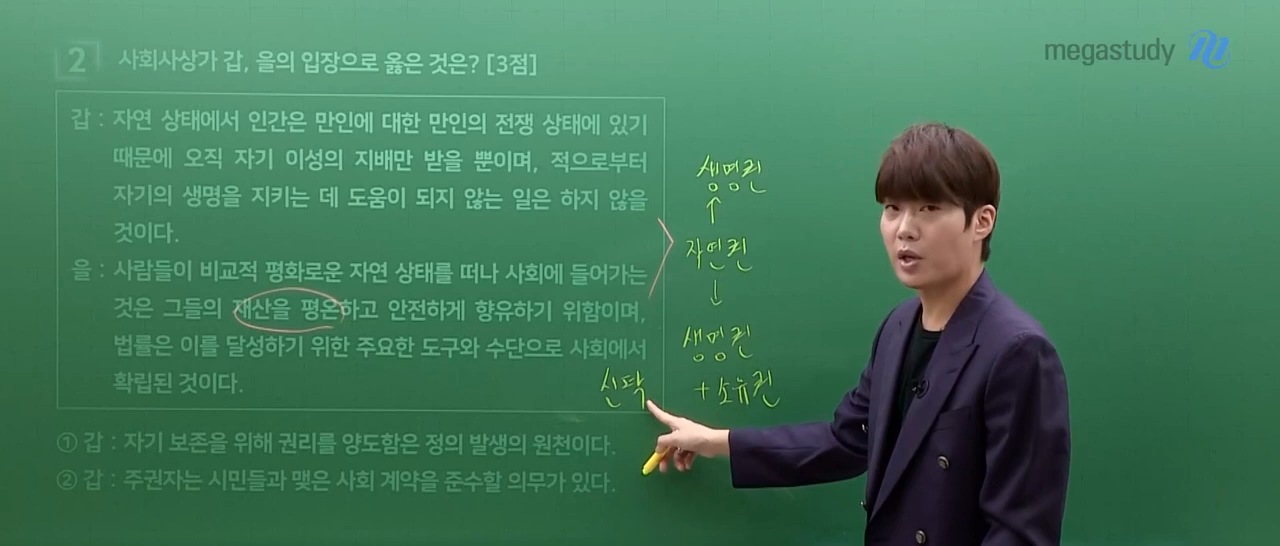 megastudy
2 사회사상가 갑, 을의 입장으로 옳은 것은? [3점]
갑 : 자연 상태에서 인간은 만인에 대한 만인의 전쟁 상태에 있기
때문에 오직 자기 이성의 지배만 받을 뿐이며, 적으로부터
자기의 생명을 지키는 데 도움이 되지 않는 일은 하지 않을
것이다.
을 : 사람들이 비교적 평화로운 자연 상태를 떠나 사회에 들어가는
것은 그들의 재산을 평온하고 안전하게 향유하기 위함이며,
법률은 이를 달성하기 위한 주요한 도구와 수단으로 사회에서
확립된 것이다.
① 갑 : 자기 보존을 위해 권리를 양도함은 정의 발생의 원천이다.
② 갑 : 주권자는 시민들과 맺은 사회 계약을 준수할 의무가 있다.
생명권
↑
자연권
↓
생명권
+ 소유권
신탁